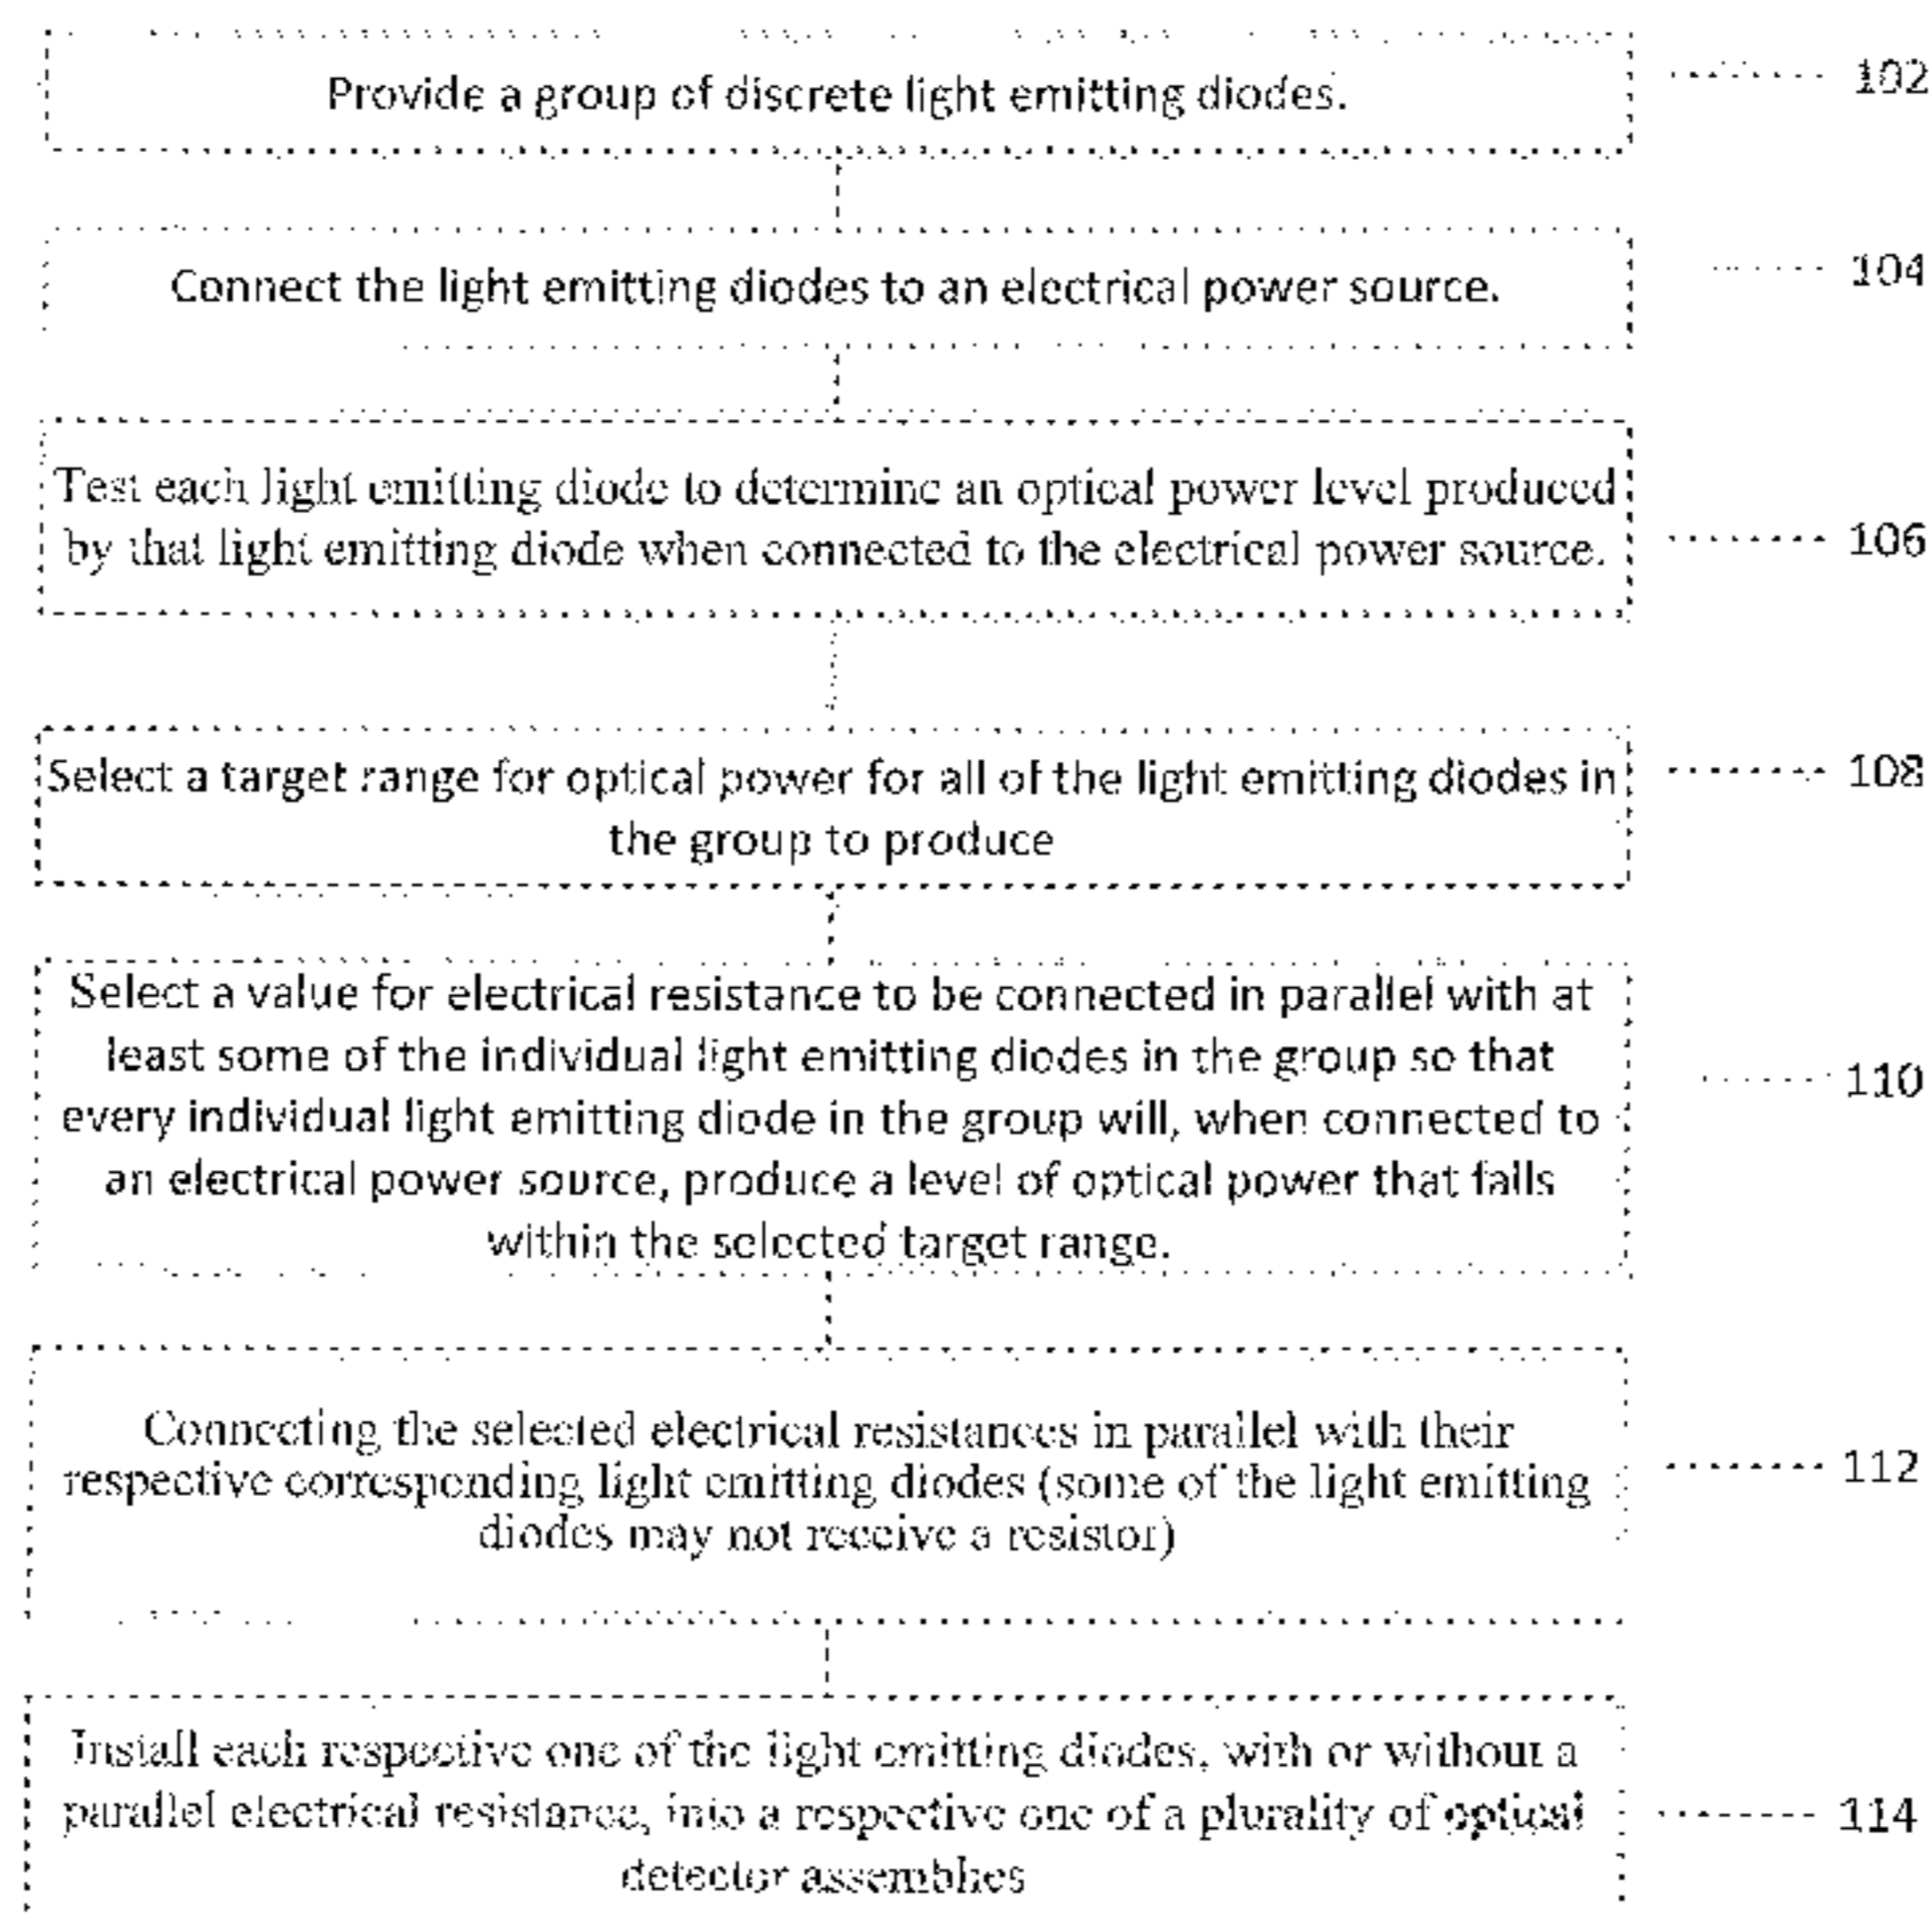 Provide a group of discrete light emitting diodes.
102
Connect the light emitting diodes to an electrical power source.
104
Test each light emitting diode to determine an optical power level produced
by that light emitting diode when connected to the electrical power source.
106
Select a target range for optical power for all of the light emitting diodes in
the group to produce
108
Select a value for electrical resistance to be connected in parallel with at
least some of the individual light emitting diodes in the group so that
every individual light emitting diode in the group will, when connected to
an electrical power source, produce a level of optical power that falls
within the selected target range.
110
Connecting the selected electrical resistances in parallel with their
respective corresponding light emitting diodes (some of the light emitting
diodes may not receive a resistor)
112
Install each respective one of the light emitting diodes, with or without a
parallel electrical resistance, into a respective one of a plurality of optical
detector assemblies
114